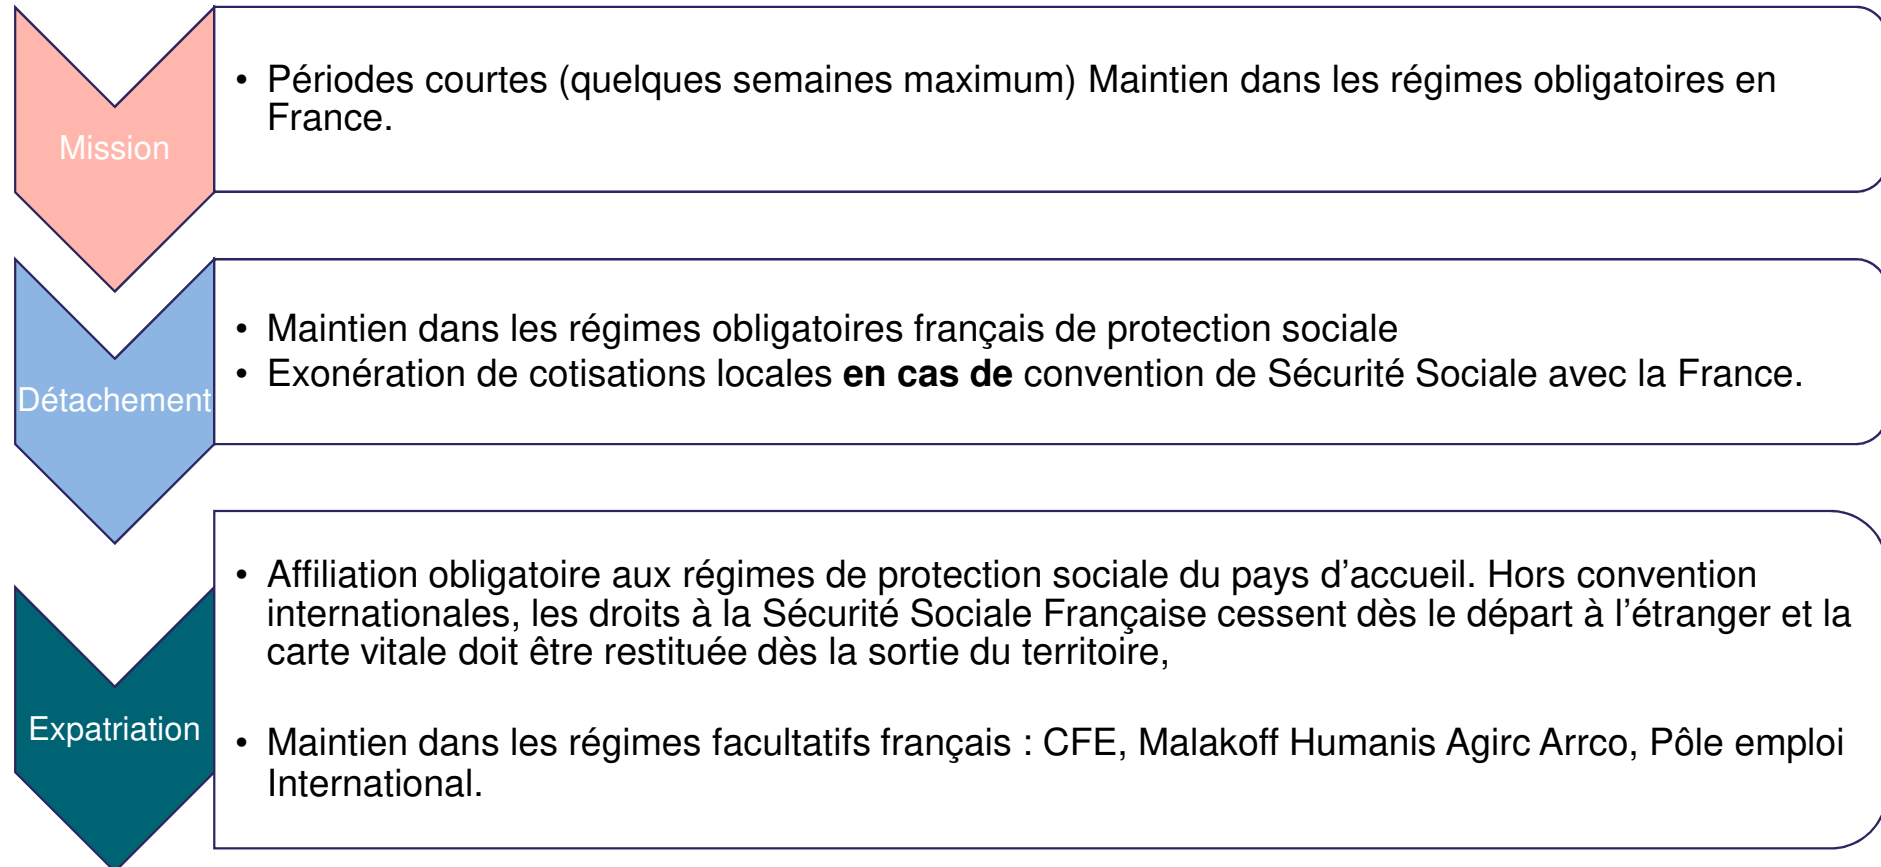 Mission
• Périodes courtes (quelques semaines maximum) Maintien dans les régimes obligatoires en
France.
Détachement
• Maintien dans les régimes obligatoires français de protection sociale
• Exonération de cotisations locales en cas de convention de Sécurité Sociale avec la France.
Expatriation
• Affiliation obligatoire aux régimes de protection sociale du pays d’accueil. Hors convention
internationales, les droits à la Sécurité Sociale Française cessent dès le départ à l’étranger et la
carte vitale doit être restituée dès la sortie du territoire,
• Maintien dans les régimes facultatifs français : CFE, Malakoff Humanis Agirc Arrco, Pôle emploi
International.